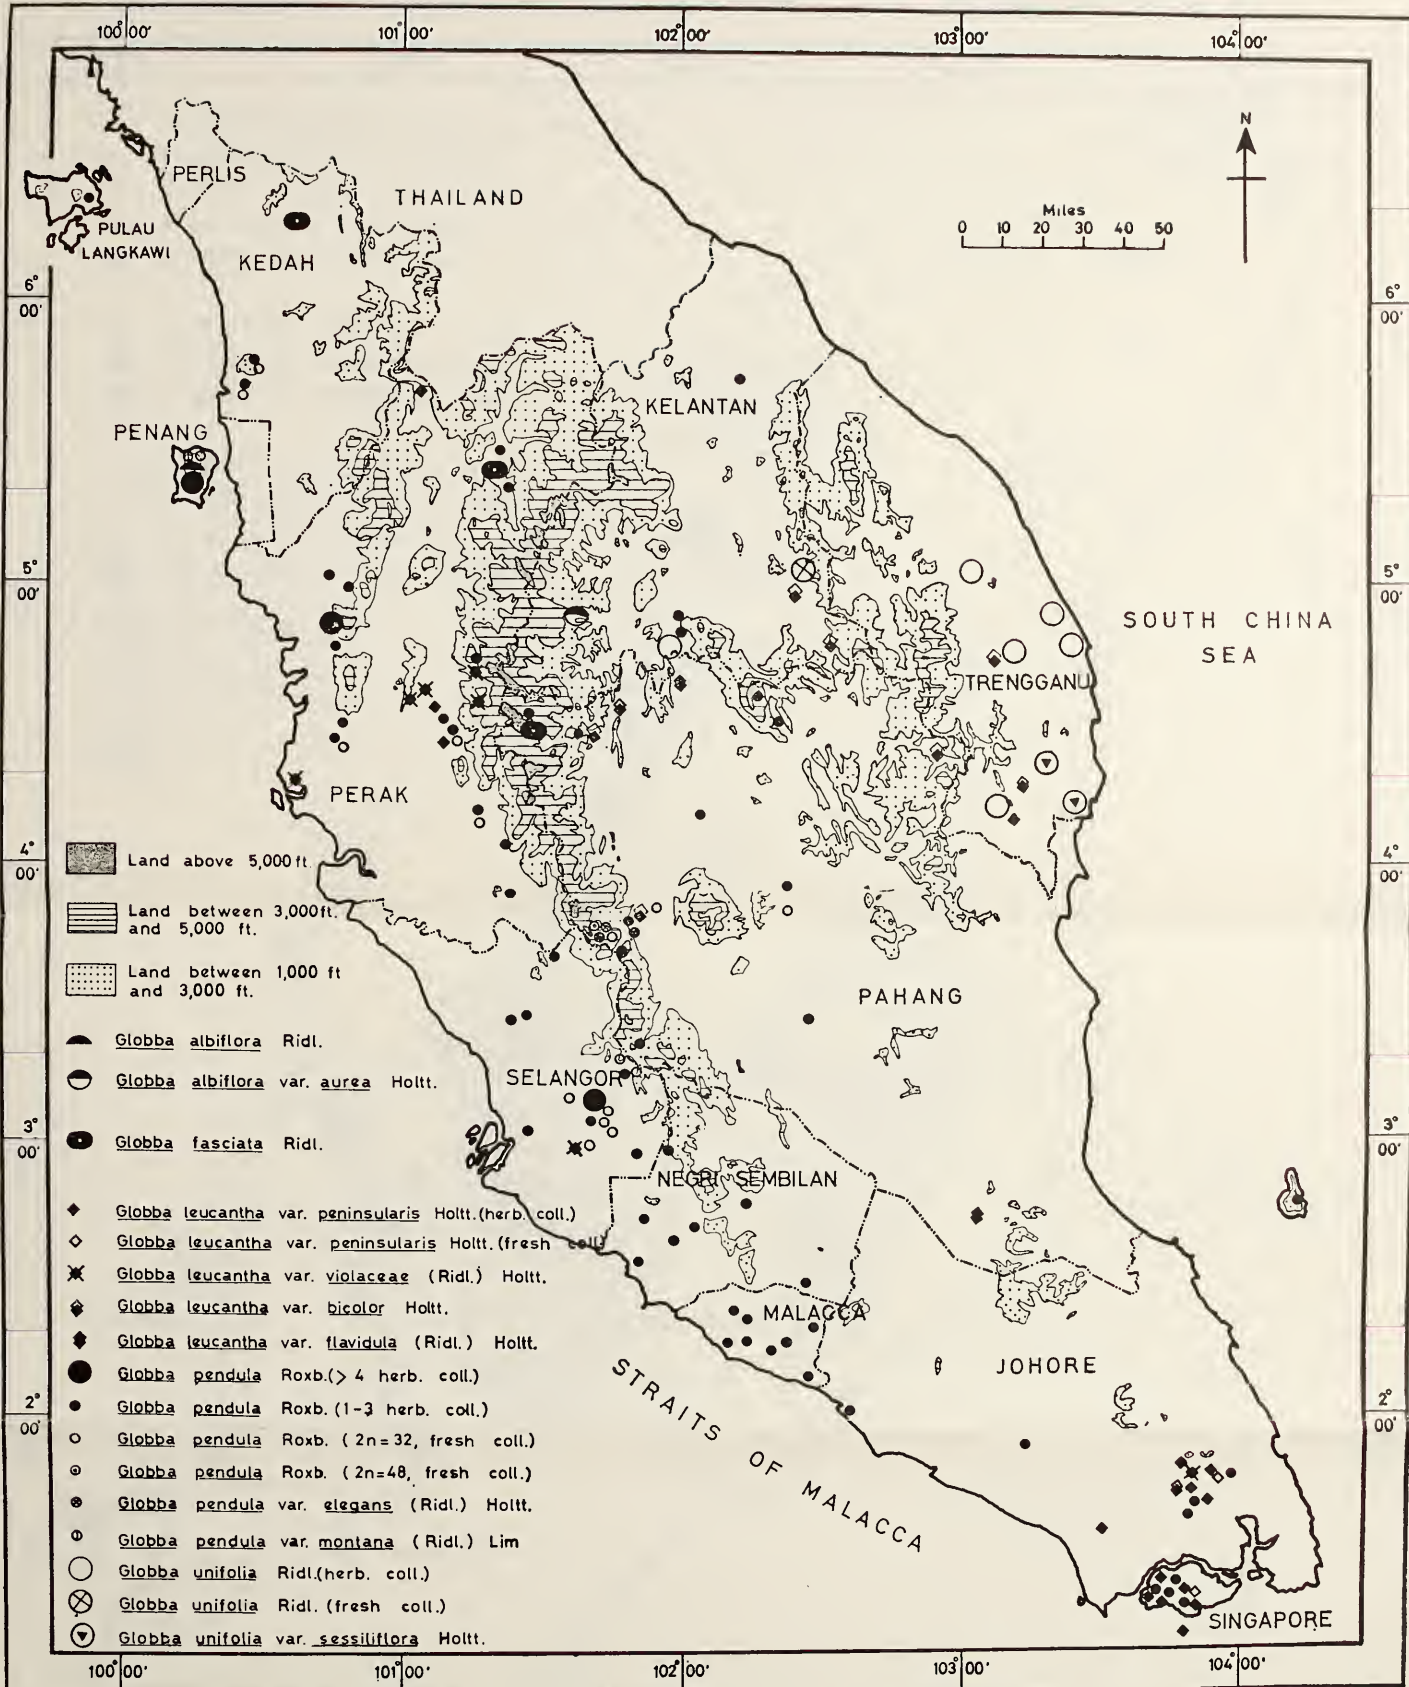 100°00'
101°00'
102°00'
103°00'
104°00'
N
PERLIS
THAILAND
Miles
0 10 20 30 40 50
PULAU
LANGKAWI
KEDAH
6°
00'
6°
00'
KELANTAN
PENANG
5°
00'
5°
00'
SOUTH CHINA
SEA
TRENGGANU
PERAK
4°
00'
4°
00'
Land above 5,000 ft.
Land between 3,000ft.
and 5,000 ft.
Land between 1,000 ft
and 3,000 ft.
PAHANG
Globba albiflora Ridl.
SELANGOR
Globba albiflora var. aurea Holtt.
3°
00'
3°
00'
Globba fasciata Ridl.
NEGRI SEMBILAN
Globba leucantha var. peninsularis Holtt.(herb. coll.)
Globba leucantha var. peninsularis Holtt.(fresh coll)
Globba leucantha var. violaceae (Ridl.) Holtt.
Globba leucantha var. bicolor Holtt.
MALACCA
Globba leucantha var. flavidula (Ridl.) Holtt.
JOHORE
Globba pendula Roxb.(> 4 herb. coll.)
Globba pendula Roxb. (1-3 herb. coll.)
2°
00'
2°
00'
STRAITS OF MALACCA
Globba pendula Roxb. (2n=32, fresh coll.)
Globba pendula Roxb. (2n=48, fresh coll.)
Globba pendula var. elegans (Ridl.) Holtt.
Globba pendula var. montana (Ridl.) Lim
Globba unifolia Ridl.(herb. coll.)
Globba unifolia Ridl. (fresh coll.)
SINGAPORE
Globba unifolia var. sessiliflora Holtt.
100°00'
101°00'
102°00'
103°00'
104°00'